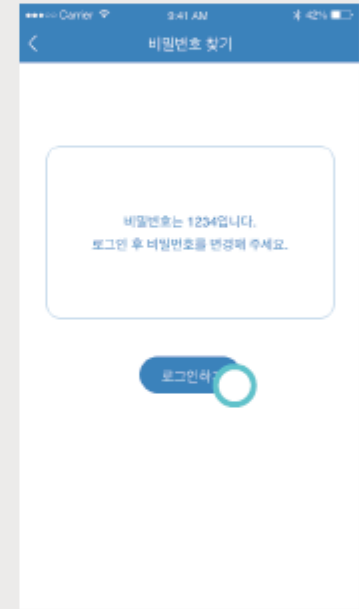 Carrier 9:41 AM 42%
비밀번호 찾기
비밀번호는 1234입니다.
로그인 후 비밀번호를 변경해 주세요.
로그인하